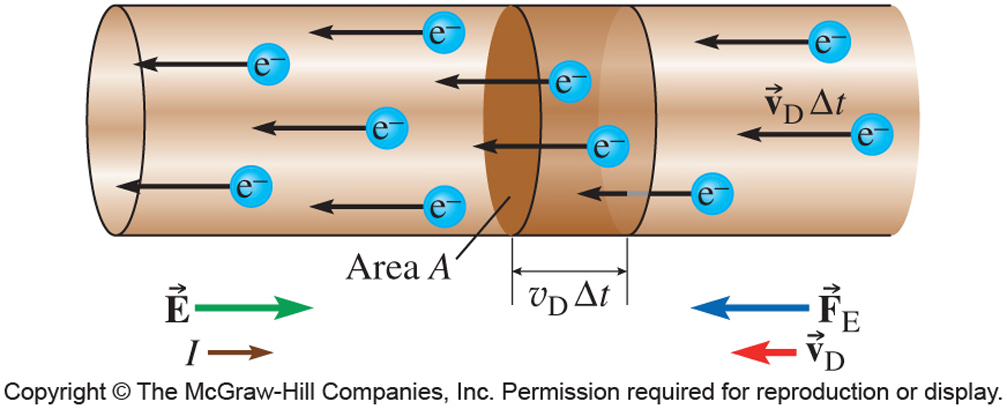 e⁻
e⁻
e⁻
e⁻
e⁻
v⃗D Δt
e⁻
e⁻
e⁻
e⁻
e⁻
e⁻
Area A
vD Δt
E⃗
F⃗E
I
v⃗D
Copyright © The McGraw-Hill Companies, Inc. Permission required for reproduction or display.